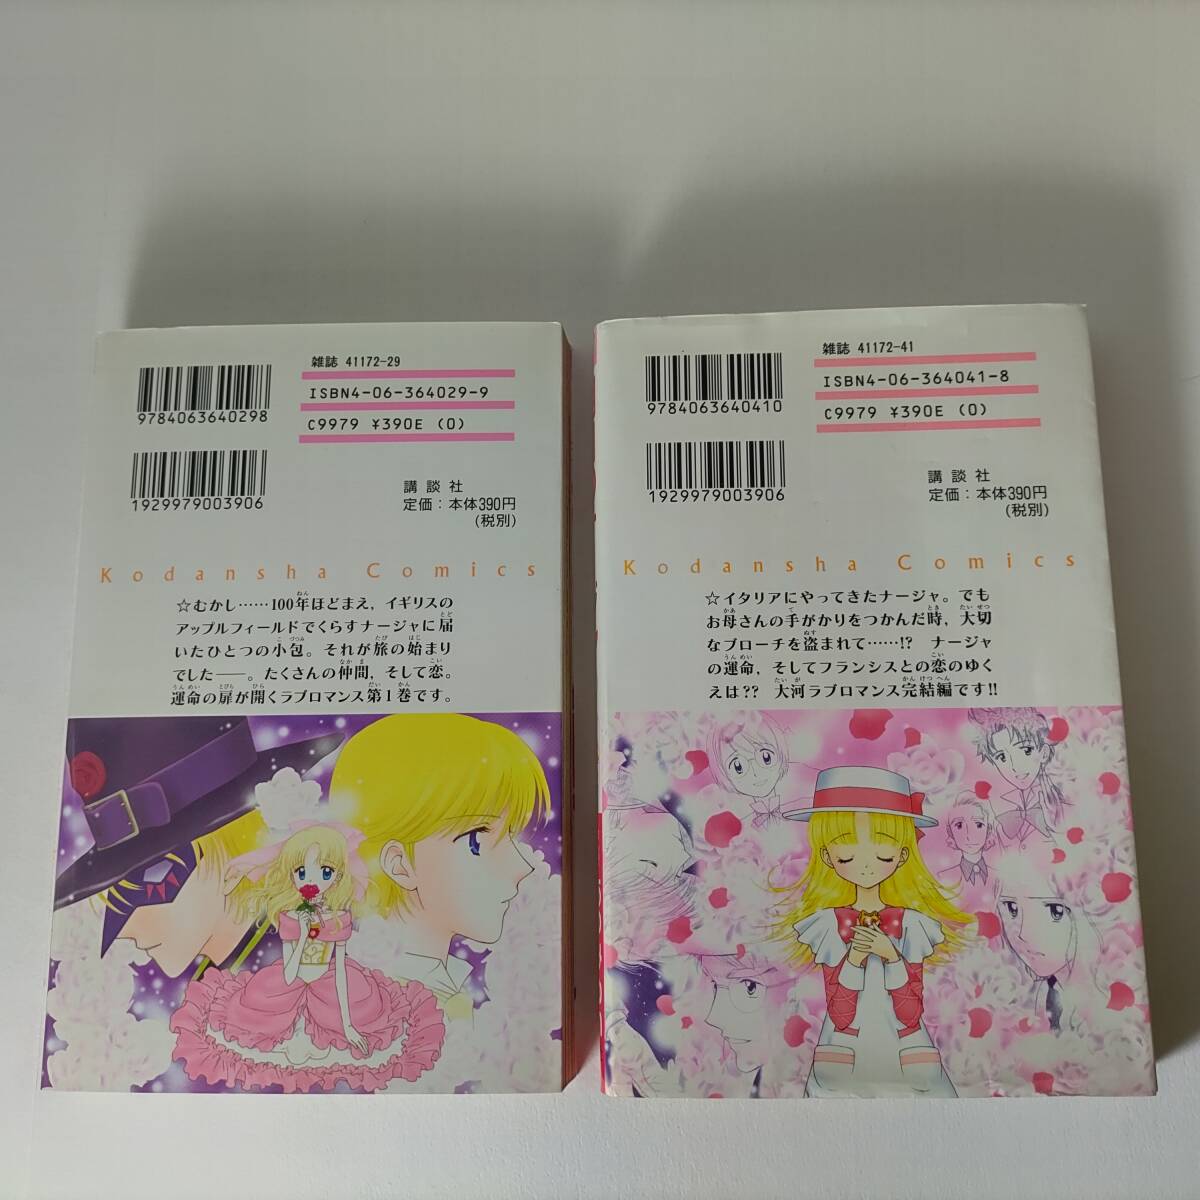 雑誌 41172-29
ISBN4-06-364029-9
C9979 ¥390E (0)
9784063640298
1929979003906
講談社
定価：本体390円
(税別)
Kodansha Comics
☆むかし……100年ほどまえ，イギリスの
アップルフィールドでくらすナージャに届
いたひとつの小包。それが旅の始まり
でした――。たくさんの仲間，そして恋。
運命の扉が開くラブロマンス第1巻です。
雑誌 41172-41
ISBN4-06-364041-8
C9979 ¥390E (0)
9784063640410
1929979003906
講談社
定価：本体390円
(税別)
Kodansha Comics
☆イタリアにやってきたナージャ。でも
お母さんの手がかりをつかんだ時，大切
なブローチを盗まれて……!?　ナージャ
の運命，そしてフランシスとの恋のゆく
えは??　大河ラブロマンス完結編です!!